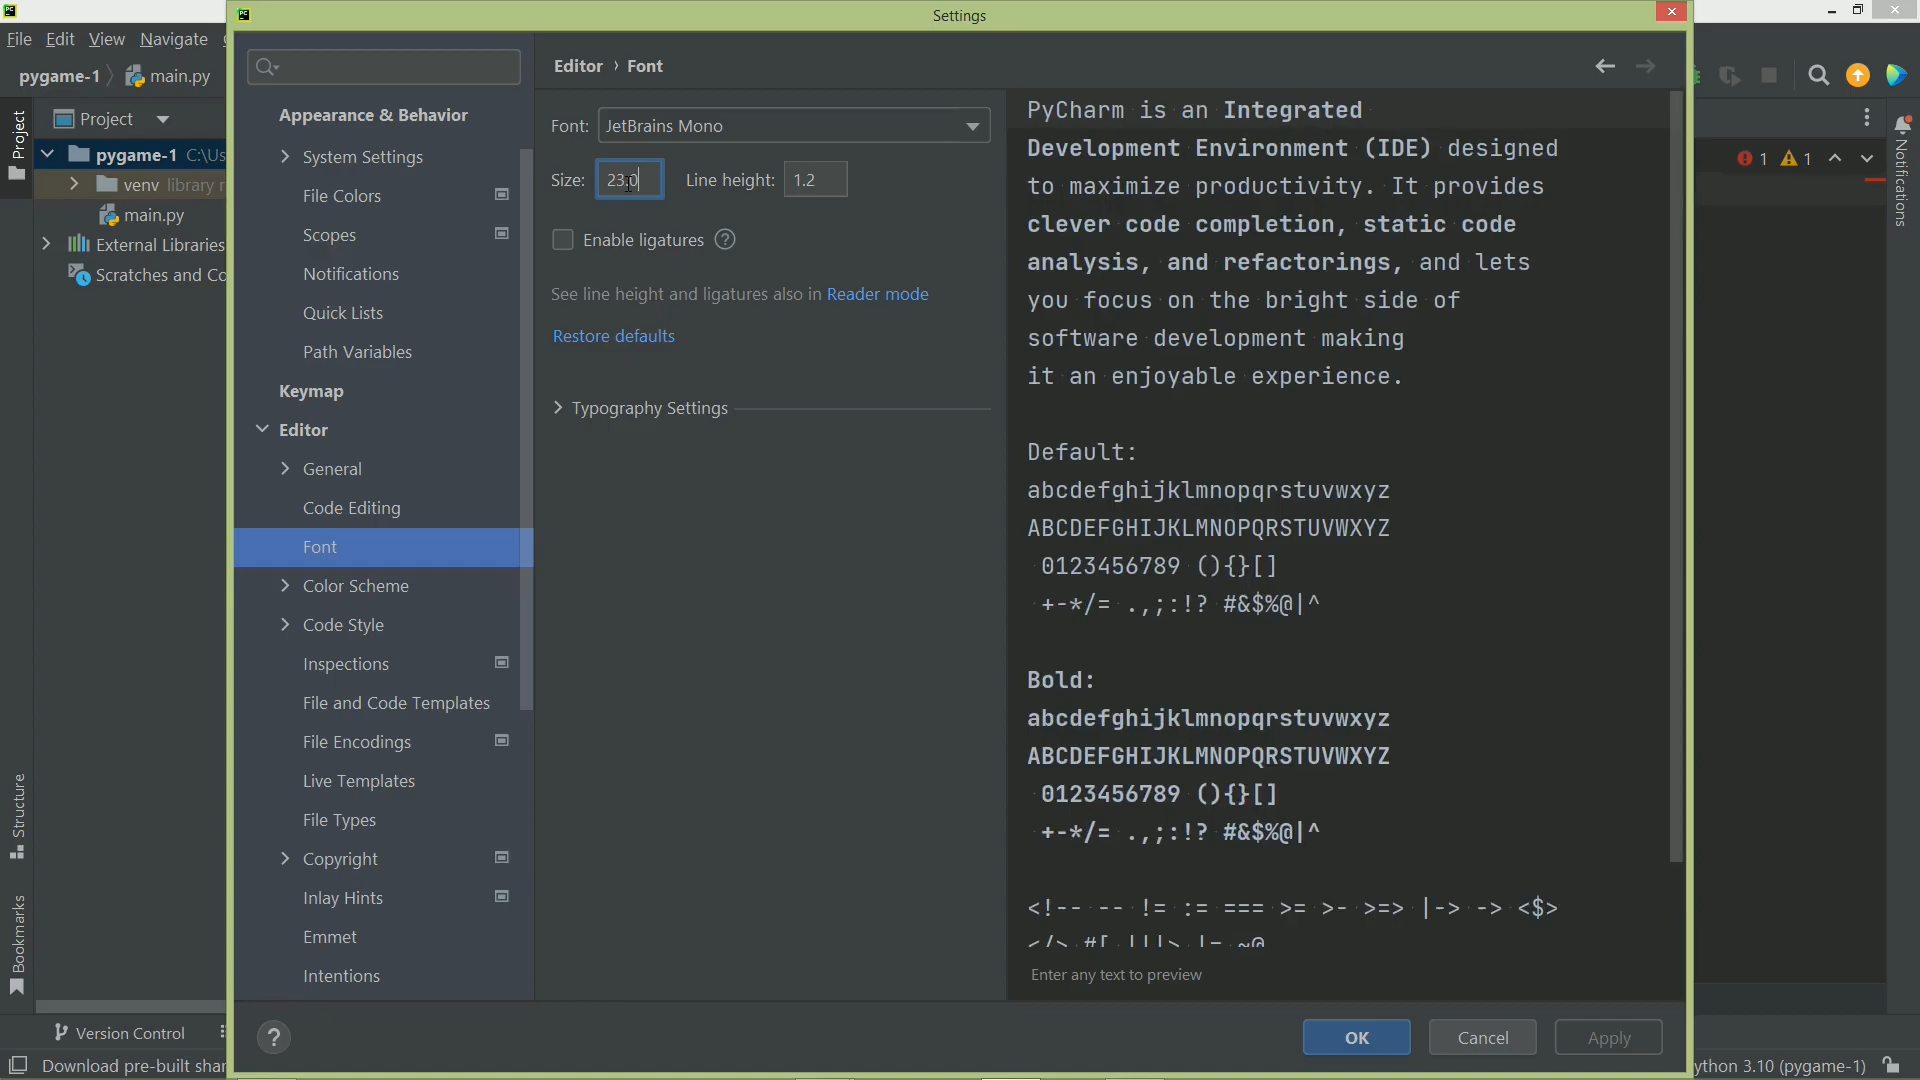 Settings
File Edit View Navigate
pygame-1 main.py
Project
pygame-1 C:\Us
venv library r
main.py
External Libraries
Scratches and Co
Project
Structure
Bookmarks
Version Control
Download pre-built shar
Appearance & Behavior
System Settings
File Colors
Scopes
Notifications
Quick Lists
Path Variables
Keymap
Editor
General
Code Editing
Font
Color Scheme
Code Style
Inspections
File and Code Templates
File Encodings
Live Templates
File Types
Copyright
Inlay Hints
Emmet
Intentions
Editor › Font
Font: JetBrains Mono
Size: 23.0 Line height: 1.2
Enable ligatures ?
See line height and ligatures also in Reader mode
Restore defaults
Typography Settings
PyCharm is an Integrated
Development Environment (IDE) designed
to maximize productivity. It provides
clever code completion, static code
analysis, and refactorings, and lets
you focus on the bright side of
software development making
it an enjoyable experience.
Default:
abcdefghijklmnopqrstuvwxyz
ABCDEFGHIJKLMNOPQRSTUVWXYZ
0123456789 (){}[]
+-*/= .,;:!? #&$%@|^
Bold:
abcdefghijklmnopqrstuvwxyz
ABCDEFGHIJKLMNOPQRSTUVWXYZ
0123456789 (){}[]
+-*/= .,;:!? #&$%@|^
<!-- -- != := === >= >- >=> |-> -> <$>
Enter any text to preview
?
OK Cancel Apply
1 1
Notifications
ython 3.10 (pygame-1)